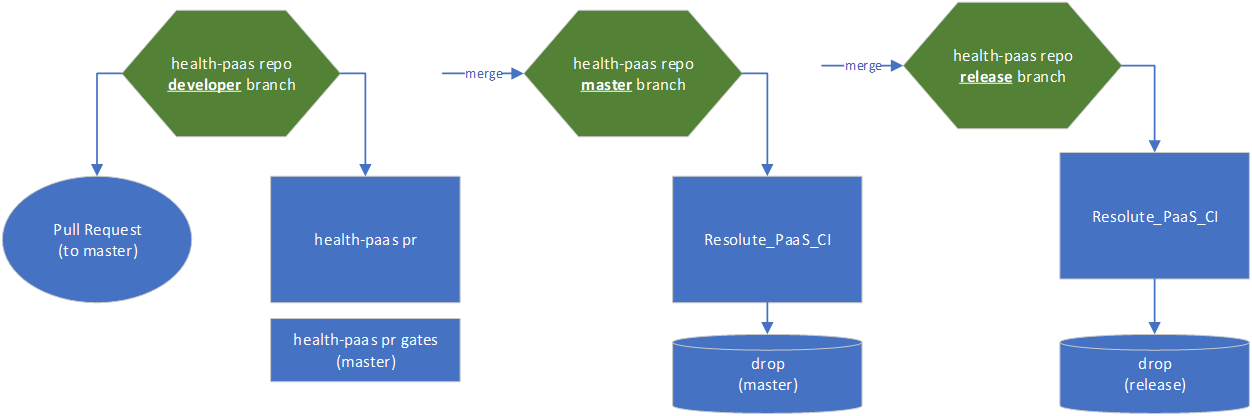 health-paas repo
developer branch
merge
health-paas repo
master branch
merge
health-paas repo
release branch
Pull Request
(to master)
health-paas pr
Resolute_PaaS_CI
Resolute_PaaS_CI
health-paas pr gates
(master)
drop
(master)
drop
(release)